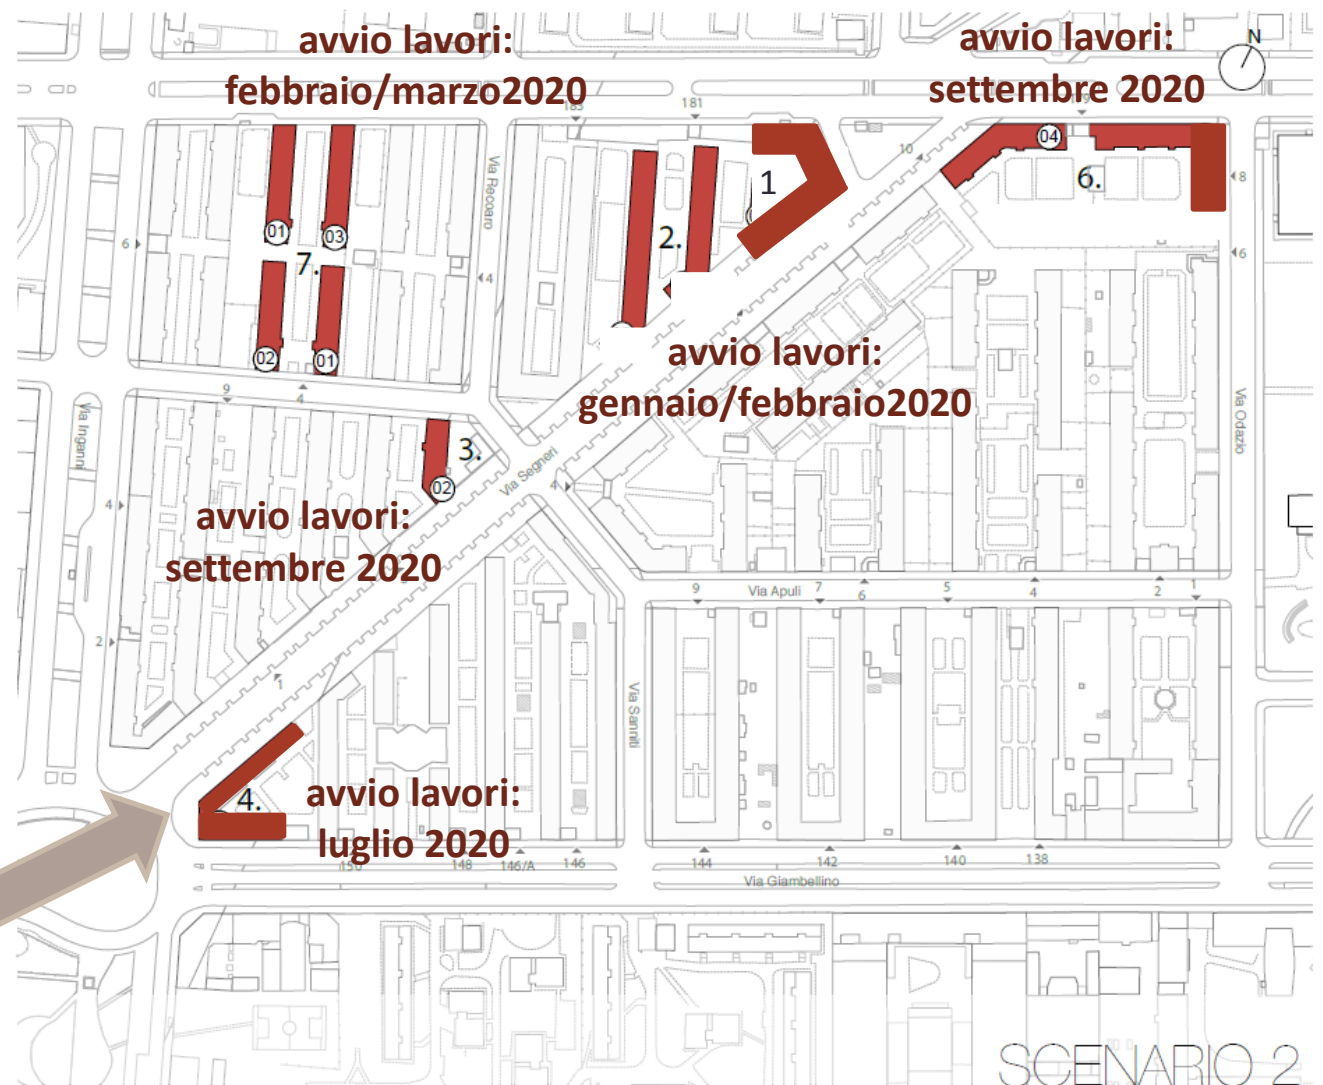 avvio lavori:
febbraio/marzo2020
avvio lavori:
settembre 2020
N
183
181
10
04
6.
8
6
1
2.
Via Recoaro
01
03
7.
02
01
6
4
9
4
avvio lavori:
gennaio/febbraio2020
Via Inganni
3.
02
Via Segneri
4
4
avvio lavori:
settembre 2020
Via Odazio
2
1
9
Via Apuli
7
6
5
4
2
1
Via Sanniti
4.
avvio lavori:
luglio 2020
150
148
146/A
146
144
142
140
138
Via Giambellino
SCENARIO 2